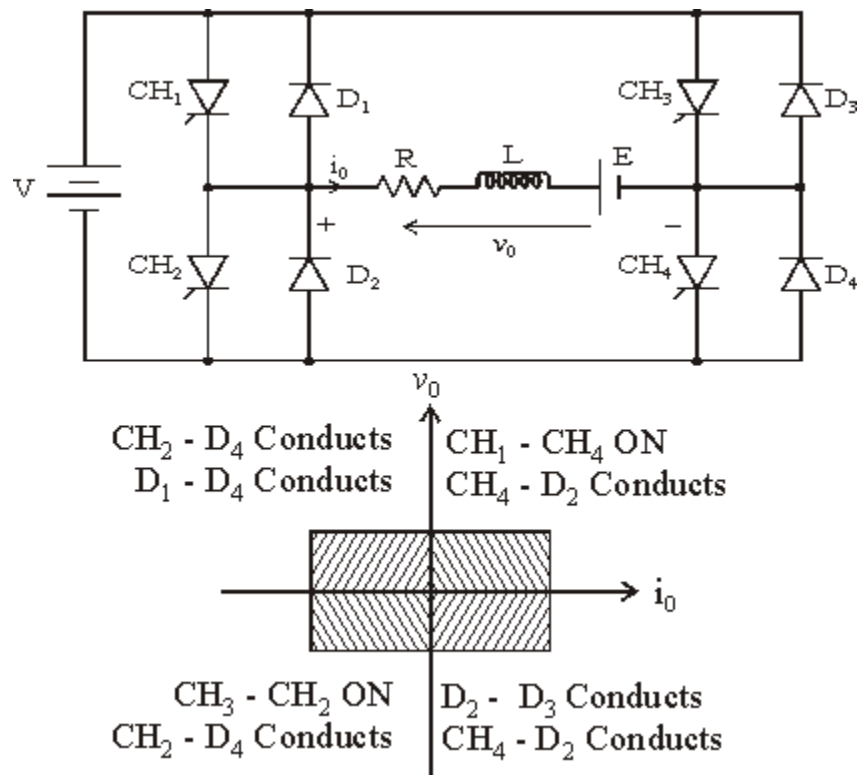 CH₁ D₁ CH₃ D₃
R L E
i₀
V
+ −
v₀
CH₂ D₂ CH₄ D₄
v₀
CH₂ - D₄ Conducts CH₁ - CH₄ ON
D₁ - D₄ Conducts CH₄ - D₂ Conducts
i₀
CH₃ - CH₂ ON D₂ - D₃ Conducts
CH₂ - D₄ Conducts CH₄ - D₂ Conducts